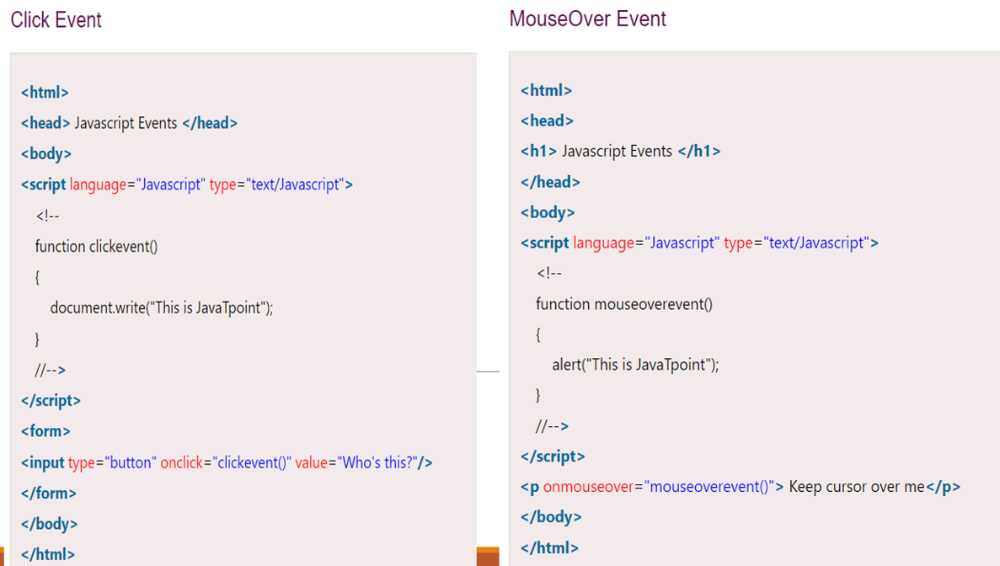 Click Event
<html>
<head> Javascript Events </head>
<body>
<script language="Javascript" type="text/Javascript">
<!--
function clickevent()
{
document.write("This is JavaTpoint");
}
//-->
</script>
<form>
<input type="button" onclick="clickevent()" value="Who's this?"/>
</form>
</body>
</html>
MouseOver Event
<html>
<head>
<h1> Javascript Events </h1>
</head>
<body>
<script language="Javascript" type="text/Javascript">
<!--
function mouseoverevent()
{
alert("This is JavaTpoint");
}
//-->
</script>
<p onmouseover="mouseoverevent()"> Keep cursor over me</p>
</body>
</html>